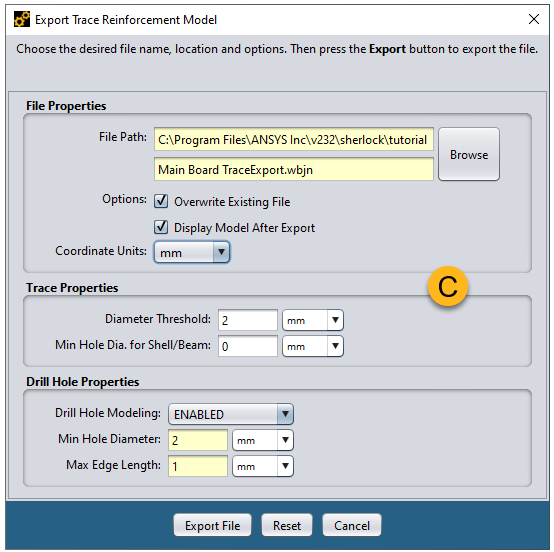 Export Trace Reinforcement Model
Choose the desired file name, location and options. Then press the Export button to export the file.
File Properties
File Path: C:\Program Files\ANSYS Inc\v232\sherlock\tutorial
Main Board TraceExport.wbjn
Browse
Options: Overwrite Existing File
Display Model After Export
Coordinate Units: mm
C
Trace Properties
Diameter Threshold: 2 mm
Min Hole Dia. for Shell/Beam: 0 mm
Drill Hole Properties
Drill Hole Modeling: ENABLED
Min Hole Diameter: 2 mm
Max Edge Length: 1 mm
Export File Reset Cancel